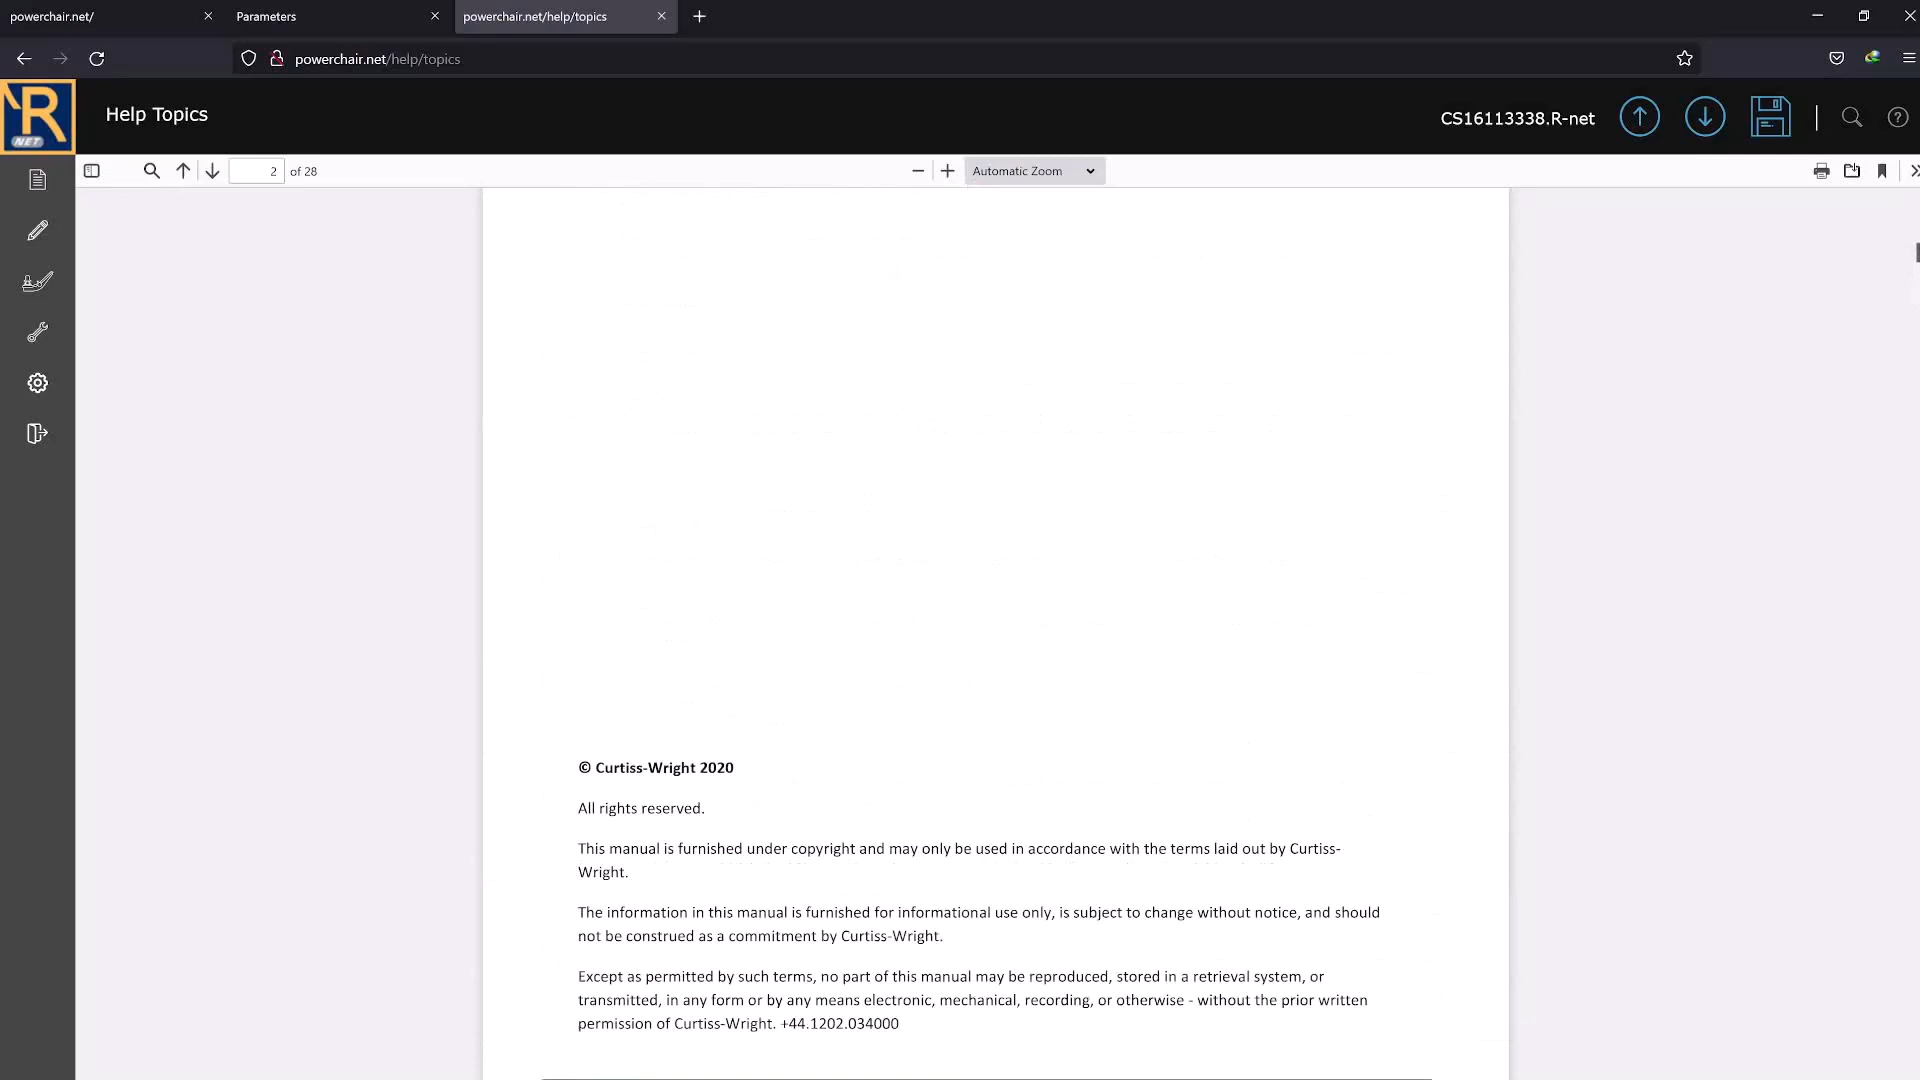 powerchair.net/
Parameters
powerchair.net/help/topics
powerchair.net/help/topics
R
NET
Help Topics
CS16113338.R-net
2 of 28
Automatic Zoom
© Curtiss-Wright 2020
All rights reserved.
This manual is furnished under copyright and may only be used in accordance with the terms laid out by Curtiss-
Wright.
The information in this manual is furnished for informational use only, is subject to change without notice, and should
not be construed as a commitment by Curtiss-Wright.
Except as permitted by such terms, no part of this manual may be reproduced, stored in a retrieval system, or
transmitted, in any form or by any means electronic, mechanical, recording, or otherwise - without the prior written
permission of Curtiss-Wright. +44.1202.034000